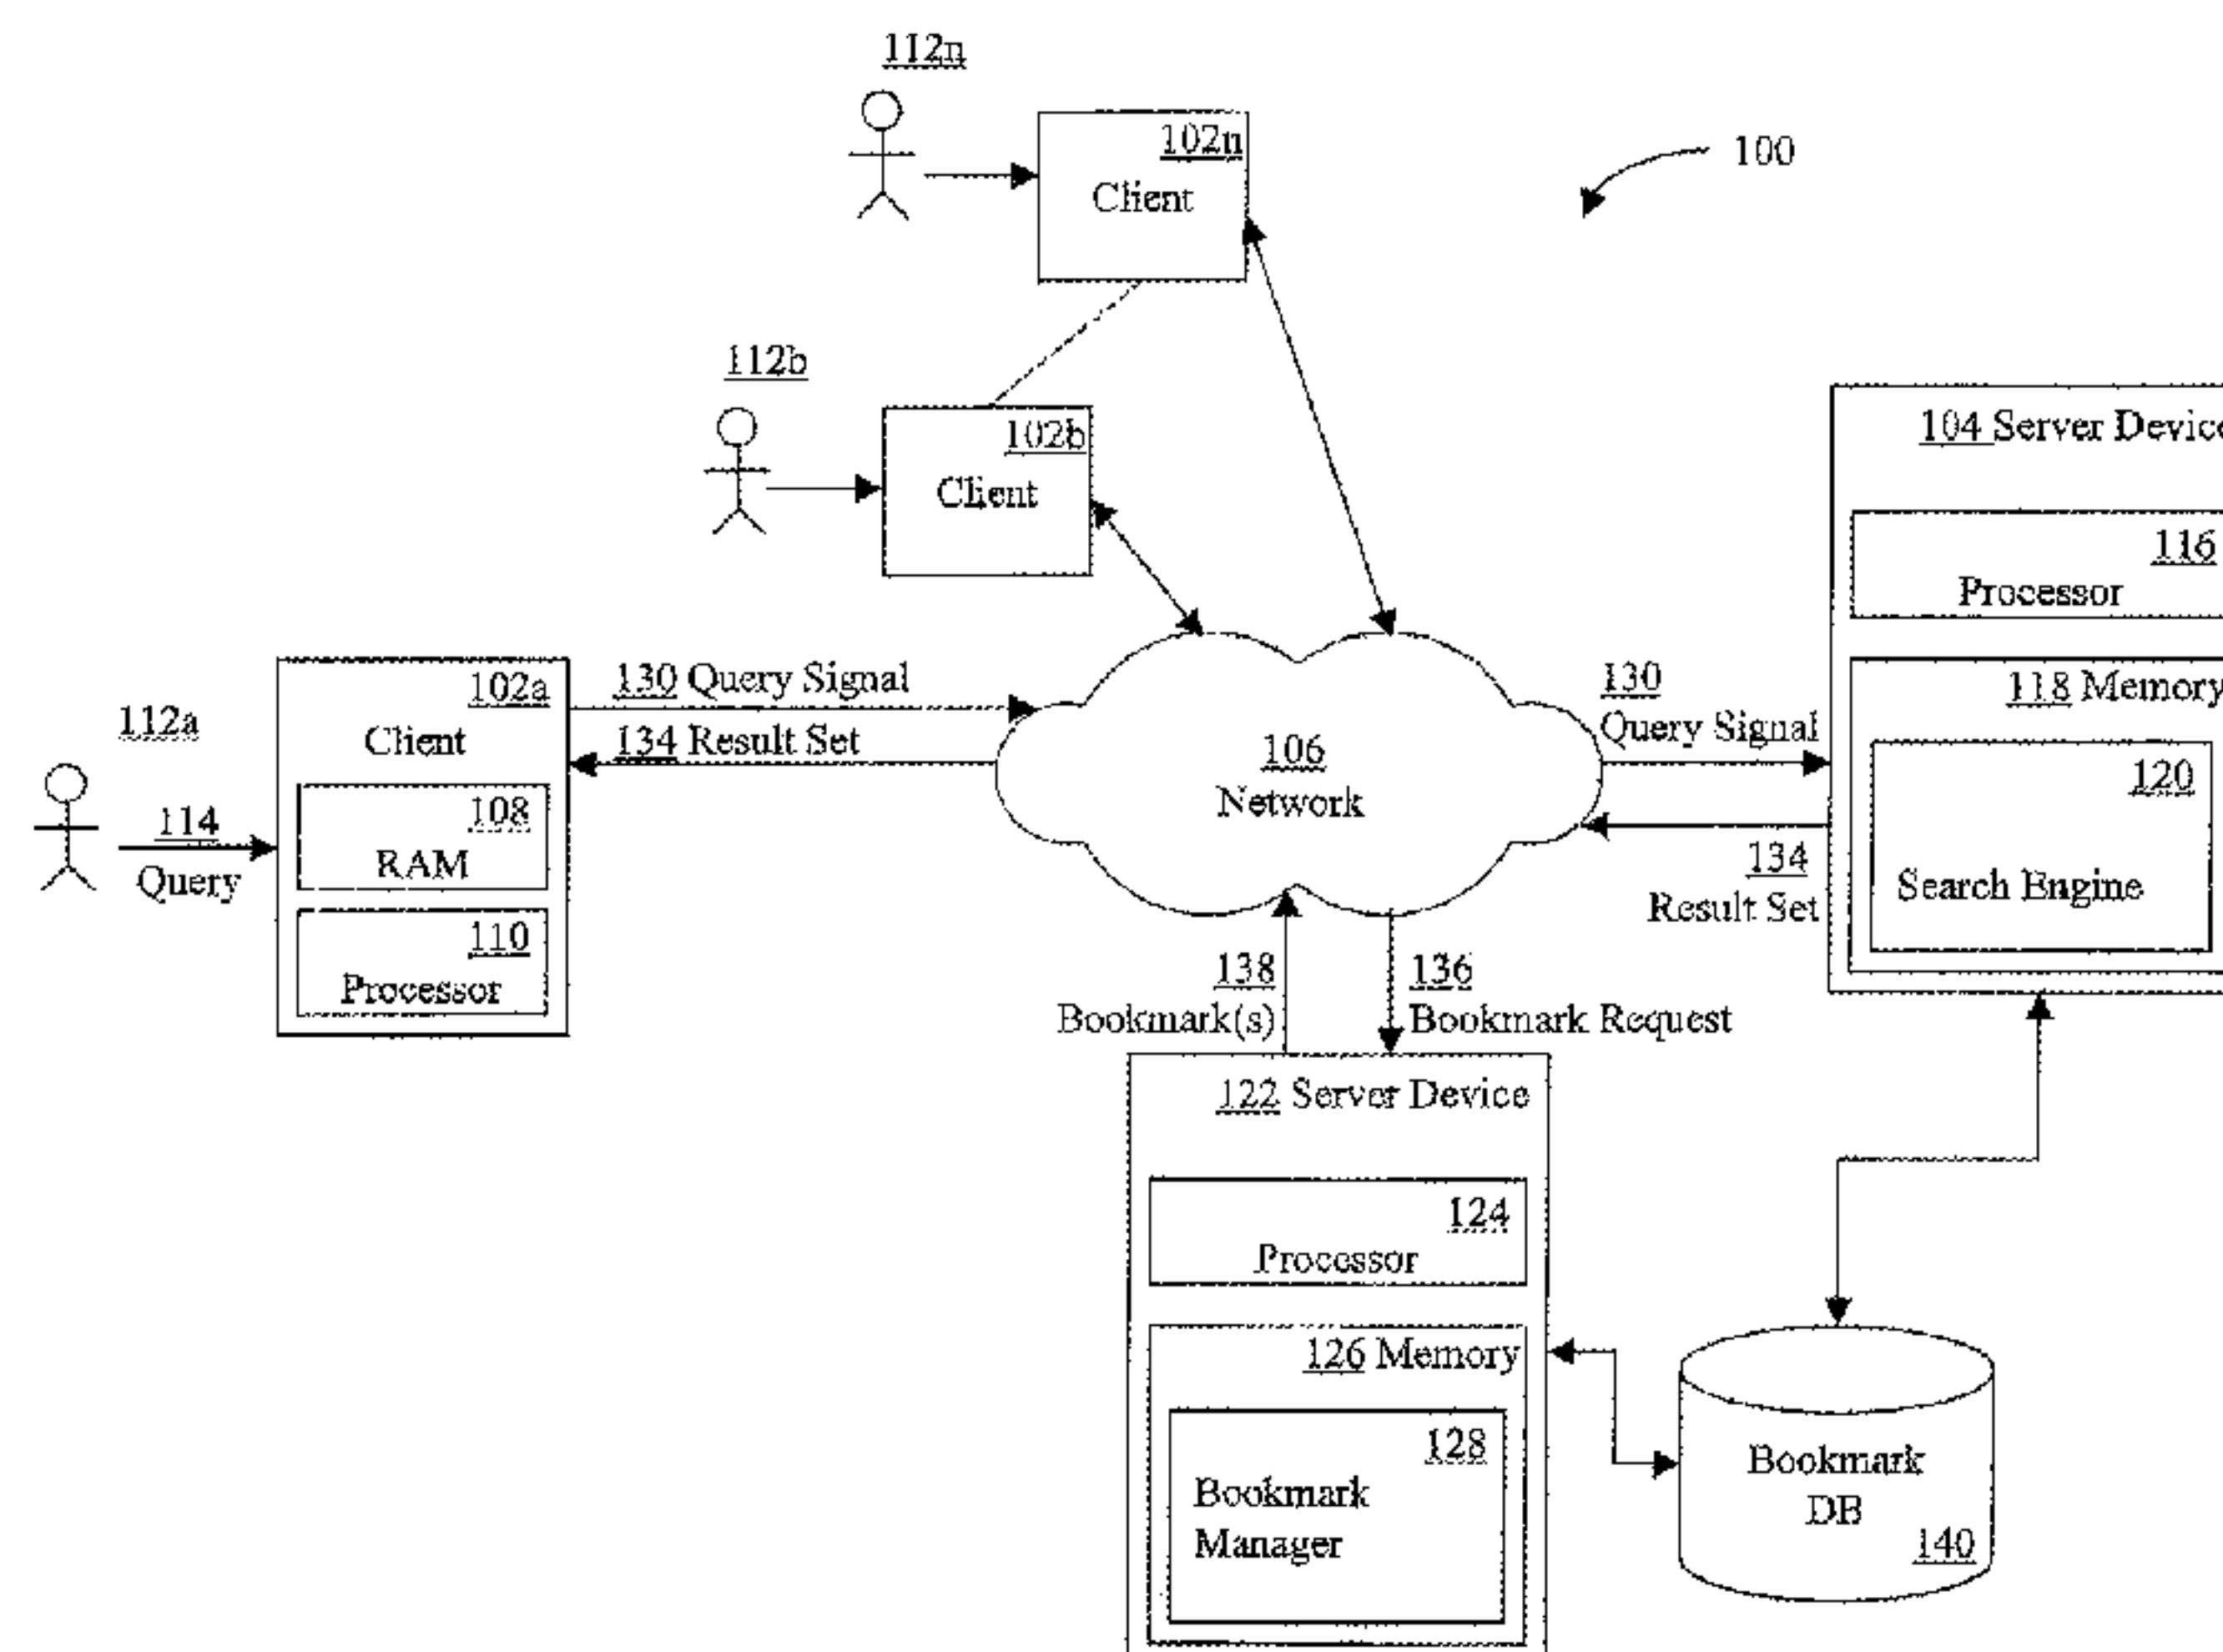 112n
102n
Client
100
112b
102b
Client
104 Server Device
116
Processor
118 Memory
120
Search Engine
112a
114
Query
102a
Client
108
RAM
110
Processor
130 Query Signal
134 Result Set
106
Network
130
Query Signal
134
Result Set
138
Bookmark(s)
136
Bookmark Request
122 Server Device
124
Processor
126 Memory
128
Bookmark
Manager
Bookmark
DB
140